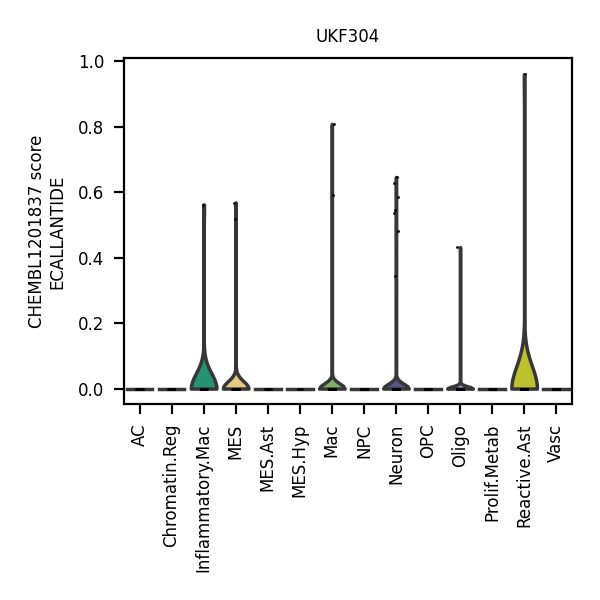 UKF304
CHEMBL1201837 score
ECALLANTIDE
1.0
0.8
0.6
0.4
0.2
0.0
AC
Chromatin.Reg
Inflammatory.Mac
MES
MES.Ast
MES.Hyp
Mac
NPC
Neuron
OPC
Oligo
Prolif.Metab
Reactive.Ast
Vasc